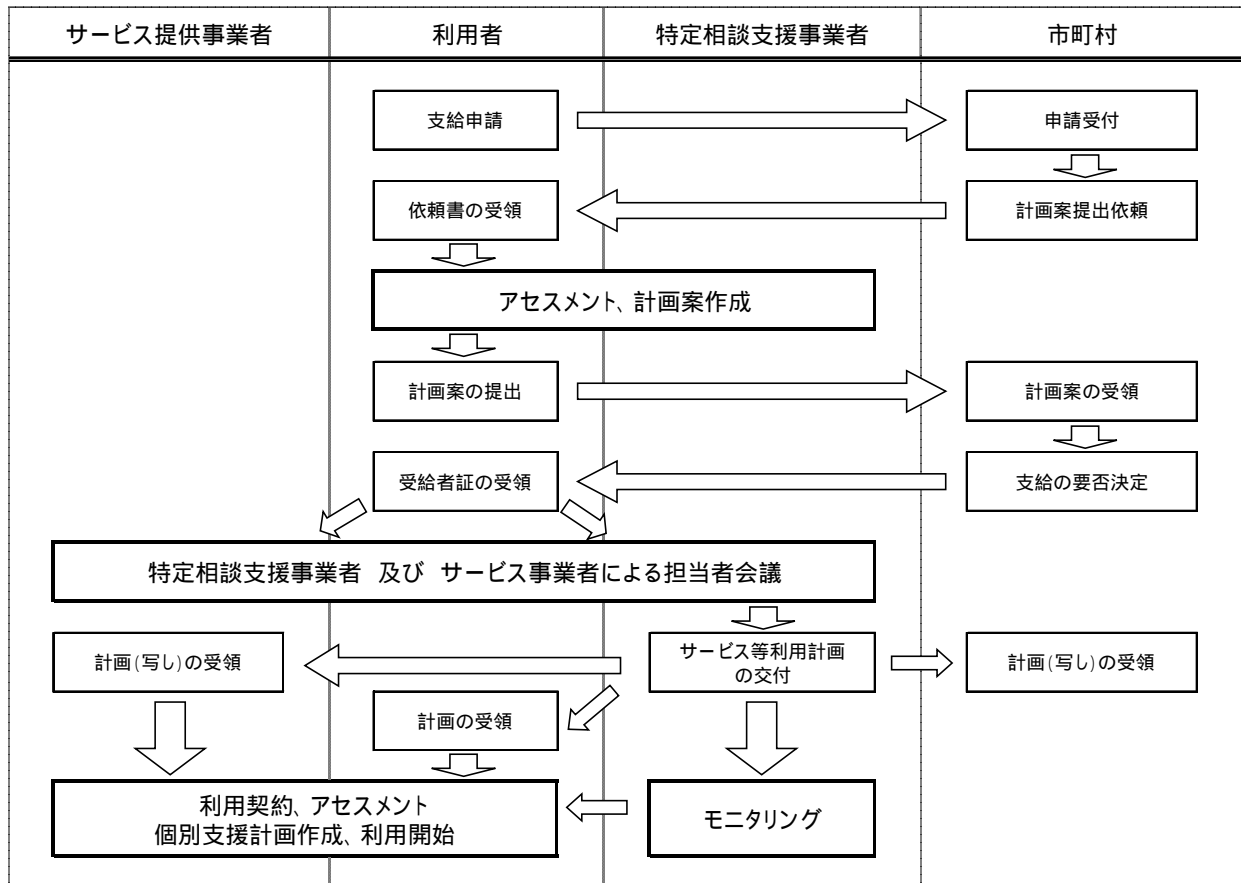 サービス提供事業者
利用者
特定相談支援事業者
市町村
支給申請
申請受付
依頼書の受領
計画案提出依頼
アセスメント、計画案作成
計画案の提出
計画案の受領
受給者証の受領
支給の要否決定
特定相談支援事業者 及び サービス事業者による担当者会議
計画(写し)の受領
サービス等利用計画
の交付
計画(写し)の受領
計画の受領
利用契約、アセスメント
個別支援計画作成、利用開始
モニタリング